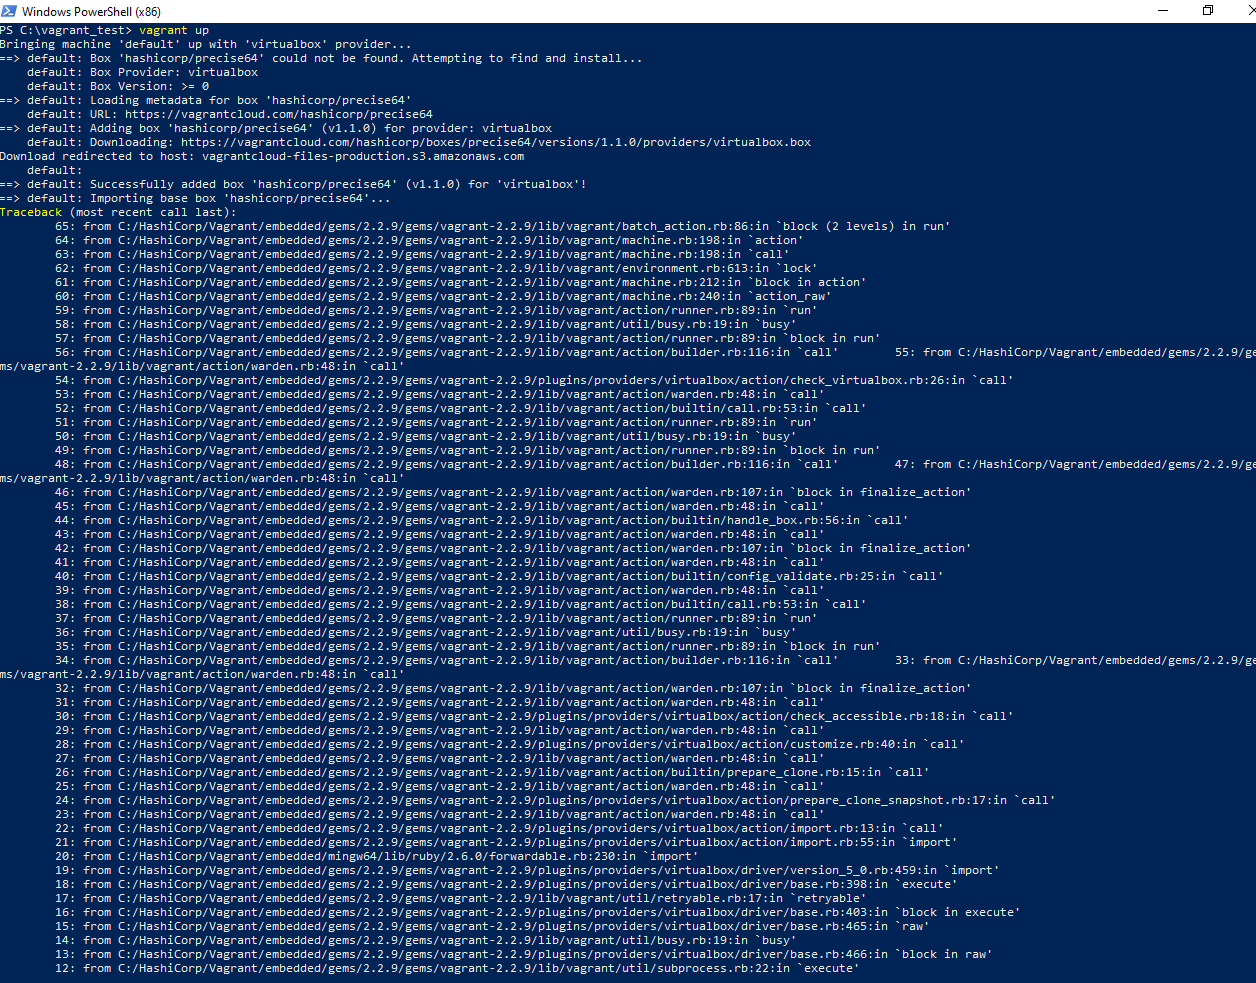 Windows PowerShell (x86)
PS C:\vagrant_test> vagrant up
Bringing machine 'default' up with 'virtualbox' provider...
==> default: Box 'hashicorp/precise64' could not be found. Attempting to find and install...
    default: Box Provider: virtualbox
    default: Box Version: >= 0
==> default: Loading metadata for box 'hashicorp/precise64'
    default: URL: https://vagrantcloud.com/hashicorp/precise64
==> default: Adding box 'hashicorp/precise64' (v1.1.0) for provider: virtualbox
    default: Downloading: https://vagrantcloud.com/hashicorp/boxes/precise64/versions/1.1.0/providers/virtualbox.box
Download redirected to host: vagrantcloud-files-production.s3.amazonaws.com
    default:
==> default: Successfully added box 'hashicorp/precise64' (v1.1.0) for 'virtualbox'!
==> default: Importing base box 'hashicorp/precise64'...
Traceback (most recent call last):
        65: from C:/HashiCorp/Vagrant/embedded/gems/2.2.9/gems/vagrant-2.2.9/lib/vagrant/batch_action.rb:86:in `block (2 levels) in run'
        64: from C:/HashiCorp/Vagrant/embedded/gems/2.2.9/gems/vagrant-2.2.9/lib/vagrant/machine.rb:198:in `action'
        63: from C:/HashiCorp/Vagrant/embedded/gems/2.2.9/gems/vagrant-2.2.9/lib/vagrant/machine.rb:198:in `call'
        62: from C:/HashiCorp/Vagrant/embedded/gems/2.2.9/gems/vagrant-2.2.9/lib/vagrant/environment.rb:613:in `lock'
        61: from C:/HashiCorp/Vagrant/embedded/gems/2.2.9/gems/vagrant-2.2.9/lib/vagrant/machine.rb:212:in `block in action'
        60: from C:/HashiCorp/Vagrant/embedded/gems/2.2.9/gems/vagrant-2.2.9/lib/vagrant/machine.rb:240:in `action_raw'
        59: from C:/HashiCorp/Vagrant/embedded/gems/2.2.9/gems/vagrant-2.2.9/lib/vagrant/action/runner.rb:89:in `run'
        58: from C:/HashiCorp/Vagrant/embedded/gems/2.2.9/gems/vagrant-2.2.9/lib/vagrant/util/busy.rb:19:in `busy'
        57: from C:/HashiCorp/Vagrant/embedded/gems/2.2.9/gems/vagrant-2.2.9/lib/vagrant/action/runner.rb:89:in `block in run'
        56: from C:/HashiCorp/Vagrant/embedded/gems/2.2.9/gems/vagrant-2.2.9/lib/vagrant/action/builder.rb:116:in `call'        55: from C:/HashiCorp/Vagrant/embedded/gems/2.2.9/ge
ms/vagrant-2.2.9/lib/vagrant/action/warden.rb:48:in `call'
        54: from C:/HashiCorp/Vagrant/embedded/gems/2.2.9/gems/vagrant-2.2.9/plugins/providers/virtualbox/action/check_virtualbox.rb:26:in `call'
        53: from C:/HashiCorp/Vagrant/embedded/gems/2.2.9/gems/vagrant-2.2.9/lib/vagrant/action/warden.rb:48:in `call'
        52: from C:/HashiCorp/Vagrant/embedded/gems/2.2.9/gems/vagrant-2.2.9/lib/vagrant/action/builtin/call.rb:53:in `call'
        51: from C:/HashiCorp/Vagrant/embedded/gems/2.2.9/gems/vagrant-2.2.9/lib/vagrant/action/runner.rb:89:in `run'
        50: from C:/HashiCorp/Vagrant/embedded/gems/2.2.9/gems/vagrant-2.2.9/lib/vagrant/util/busy.rb:19:in `busy'
        49: from C:/HashiCorp/Vagrant/embedded/gems/2.2.9/gems/vagrant-2.2.9/lib/vagrant/action/runner.rb:89:in `block in run'
        48: from C:/HashiCorp/Vagrant/embedded/gems/2.2.9/gems/vagrant-2.2.9/lib/vagrant/action/builder.rb:116:in `call'        47: from C:/HashiCorp/Vagrant/embedded/gems/2.2.9/ge
ms/vagrant-2.2.9/lib/vagrant/action/warden.rb:48:in `call'
        46: from C:/HashiCorp/Vagrant/embedded/gems/2.2.9/gems/vagrant-2.2.9/lib/vagrant/action/warden.rb:107:in `block in finalize_action'
        45: from C:/HashiCorp/Vagrant/embedded/gems/2.2.9/gems/vagrant-2.2.9/lib/vagrant/action/warden.rb:48:in `call'
        44: from C:/HashiCorp/Vagrant/embedded/gems/2.2.9/gems/vagrant-2.2.9/lib/vagrant/action/builtin/handle_box.rb:56:in `call'
        43: from C:/HashiCorp/Vagrant/embedded/gems/2.2.9/gems/vagrant-2.2.9/lib/vagrant/action/warden.rb:48:in `call'
        42: from C:/HashiCorp/Vagrant/embedded/gems/2.2.9/gems/vagrant-2.2.9/lib/vagrant/action/warden.rb:107:in `block in finalize_action'
        41: from C:/HashiCorp/Vagrant/embedded/gems/2.2.9/gems/vagrant-2.2.9/lib/vagrant/action/warden.rb:48:in `call'
        40: from C:/HashiCorp/Vagrant/embedded/gems/2.2.9/gems/vagrant-2.2.9/lib/vagrant/action/builtin/config_validate.rb:25:in `call'
        39: from C:/HashiCorp/Vagrant/embedded/gems/2.2.9/gems/vagrant-2.2.9/lib/vagrant/action/warden.rb:48:in `call'
        38: from C:/HashiCorp/Vagrant/embedded/gems/2.2.9/gems/vagrant-2.2.9/lib/vagrant/action/builtin/call.rb:53:in `call'
        37: from C:/HashiCorp/Vagrant/embedded/gems/2.2.9/gems/vagrant-2.2.9/lib/vagrant/action/runner.rb:89:in `run'
        36: from C:/HashiCorp/Vagrant/embedded/gems/2.2.9/gems/vagrant-2.2.9/lib/vagrant/util/busy.rb:19:in `busy'
        35: from C:/HashiCorp/Vagrant/embedded/gems/2.2.9/gems/vagrant-2.2.9/lib/vagrant/action/runner.rb:89:in `block in run'
        34: from C:/HashiCorp/Vagrant/embedded/gems/2.2.9/gems/vagrant-2.2.9/lib/vagrant/action/builder.rb:116:in `call'        33: from C:/HashiCorp/Vagrant/embedded/gems/2.2.9/ge
ms/vagrant-2.2.9/lib/vagrant/action/warden.rb:48:in `call'
        32: from C:/HashiCorp/Vagrant/embedded/gems/2.2.9/gems/vagrant-2.2.9/lib/vagrant/action/warden.rb:107:in `block in finalize_action'
        31: from C:/HashiCorp/Vagrant/embedded/gems/2.2.9/gems/vagrant-2.2.9/lib/vagrant/action/warden.rb:48:in `call'
        30: from C:/HashiCorp/Vagrant/embedded/gems/2.2.9/gems/vagrant-2.2.9/plugins/providers/virtualbox/action/check_accessible.rb:18:in `call'
        29: from C:/HashiCorp/Vagrant/embedded/gems/2.2.9/gems/vagrant-2.2.9/lib/vagrant/action/warden.rb:48:in `call'
        28: from C:/HashiCorp/Vagrant/embedded/gems/2.2.9/gems/vagrant-2.2.9/plugins/providers/virtualbox/action/customize.rb:40:in `call'
        27: from C:/HashiCorp/Vagrant/embedded/gems/2.2.9/gems/vagrant-2.2.9/lib/vagrant/action/warden.rb:48:in `call'
        26: from C:/HashiCorp/Vagrant/embedded/gems/2.2.9/gems/vagrant-2.2.9/lib/vagrant/action/builtin/prepare_clone.rb:15:in `call'
        25: from C:/HashiCorp/Vagrant/embedded/gems/2.2.9/gems/vagrant-2.2.9/lib/vagrant/action/warden.rb:48:in `call'
        24: from C:/HashiCorp/Vagrant/embedded/gems/2.2.9/gems/vagrant-2.2.9/plugins/providers/virtualbox/action/prepare_clone_snapshot.rb:17:in `call'
        23: from C:/HashiCorp/Vagrant/embedded/gems/2.2.9/gems/vagrant-2.2.9/lib/vagrant/action/warden.rb:48:in `call'
        22: from C:/HashiCorp/Vagrant/embedded/gems/2.2.9/gems/vagrant-2.2.9/plugins/providers/virtualbox/action/import.rb:13:in `call'
        21: from C:/HashiCorp/Vagrant/embedded/gems/2.2.9/gems/vagrant-2.2.9/plugins/providers/virtualbox/action/import.rb:55:in `import'
        20: from C:/HashiCorp/Vagrant/embedded/mingw64/lib/ruby/2.6.0/forwardable.rb:230:in `import'
        19: from C:/HashiCorp/Vagrant/embedded/gems/2.2.9/gems/vagrant-2.2.9/plugins/providers/virtualbox/driver/version_5_0.rb:459:in `import'
        18: from C:/HashiCorp/Vagrant/embedded/gems/2.2.9/gems/vagrant-2.2.9/plugins/providers/virtualbox/driver/base.rb:398:in `execute'
        17: from C:/HashiCorp/Vagrant/embedded/gems/2.2.9/gems/vagrant-2.2.9/lib/vagrant/util/retryable.rb:17:in `retryable'
        16: from C:/HashiCorp/Vagrant/embedded/gems/2.2.9/gems/vagrant-2.2.9/plugins/providers/virtualbox/driver/base.rb:403:in `block in execute'
        15: from C:/HashiCorp/Vagrant/embedded/gems/2.2.9/gems/vagrant-2.2.9/plugins/providers/virtualbox/driver/base.rb:465:in `raw'
        14: from C:/HashiCorp/Vagrant/embedded/gems/2.2.9/gems/vagrant-2.2.9/lib/vagrant/util/busy.rb:19:in `busy'
        13: from C:/HashiCorp/Vagrant/embedded/gems/2.2.9/gems/vagrant-2.2.9/plugins/providers/virtualbox/driver/base.rb:466:in `block in raw'
        12: from C:/HashiCorp/Vagrant/embedded/gems/2.2.9/gems/vagrant-2.2.9/lib/vagrant/util/subprocess.rb:22:in `execute'